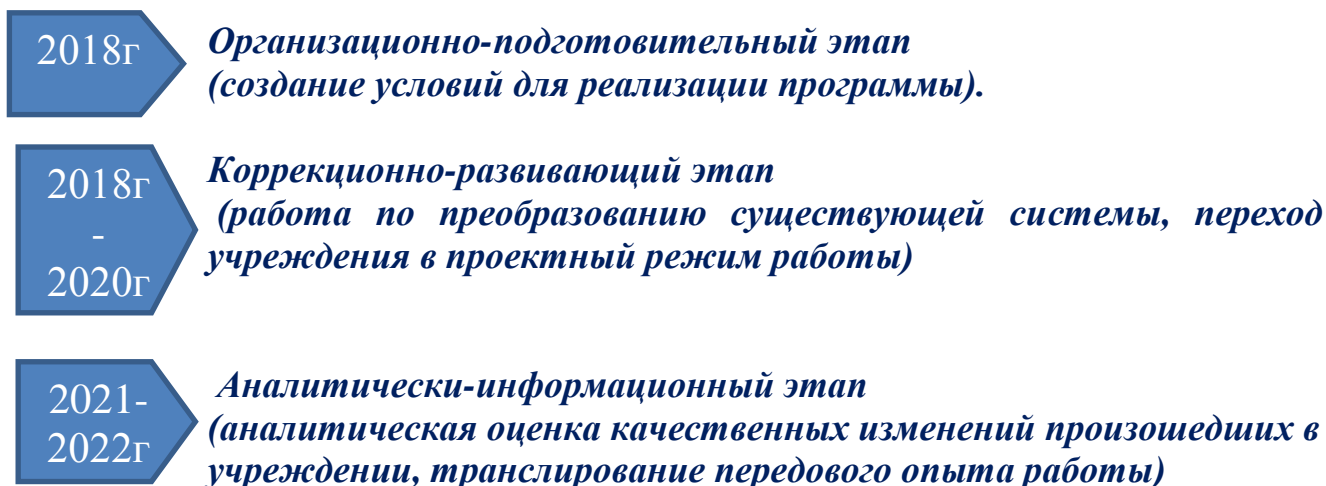 2018г
Организационно-подготовительный этап
(создание условий для реализации программы).
2018г
-
2020г
Коррекционно-развивающий этап
(работа по преобразованию существующей системы, переход
учреждения в проектный режим работы)
2021-
2022г
Аналитически-информационный этап
(аналитическая оценка качественных изменений произошедших в
учреждении, транслирование передового опыта работы)